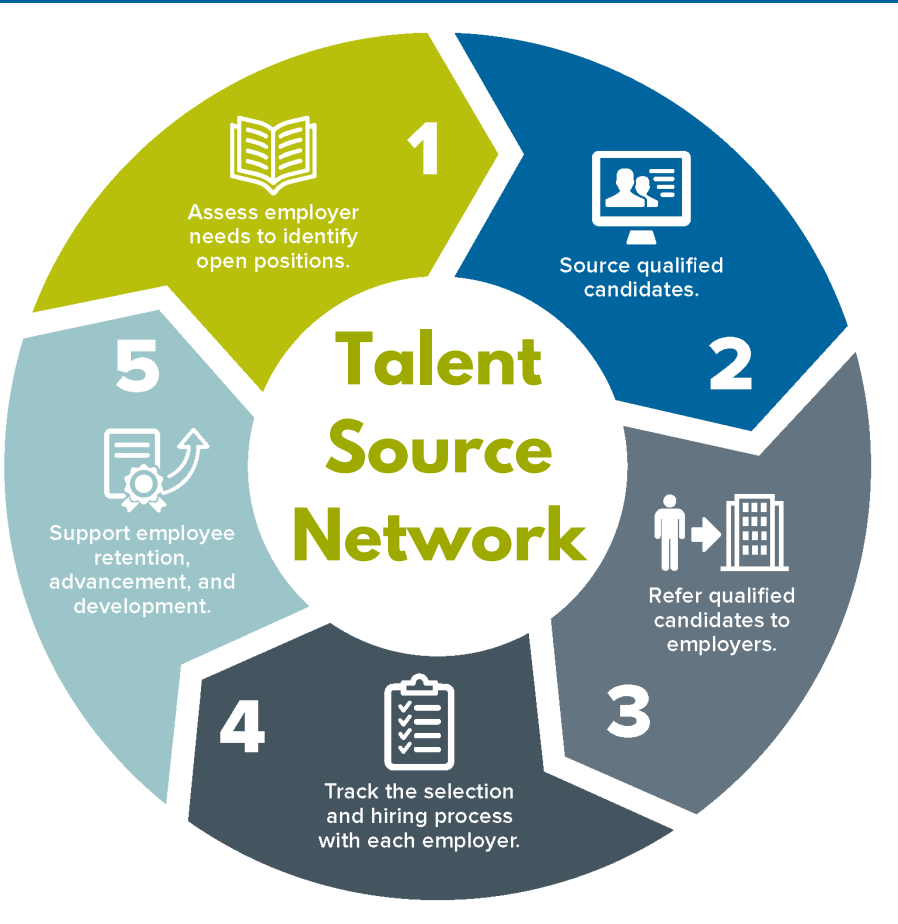 Talent
Source
Network
1
Assess employer
needs to identify
open positions.
2
Source qualified
candidates.
3
Refer qualified
candidates to
employers.
4
Track the selection
and hiring process
with each employer.
5
Support employee
retention,
advancement, and
development.